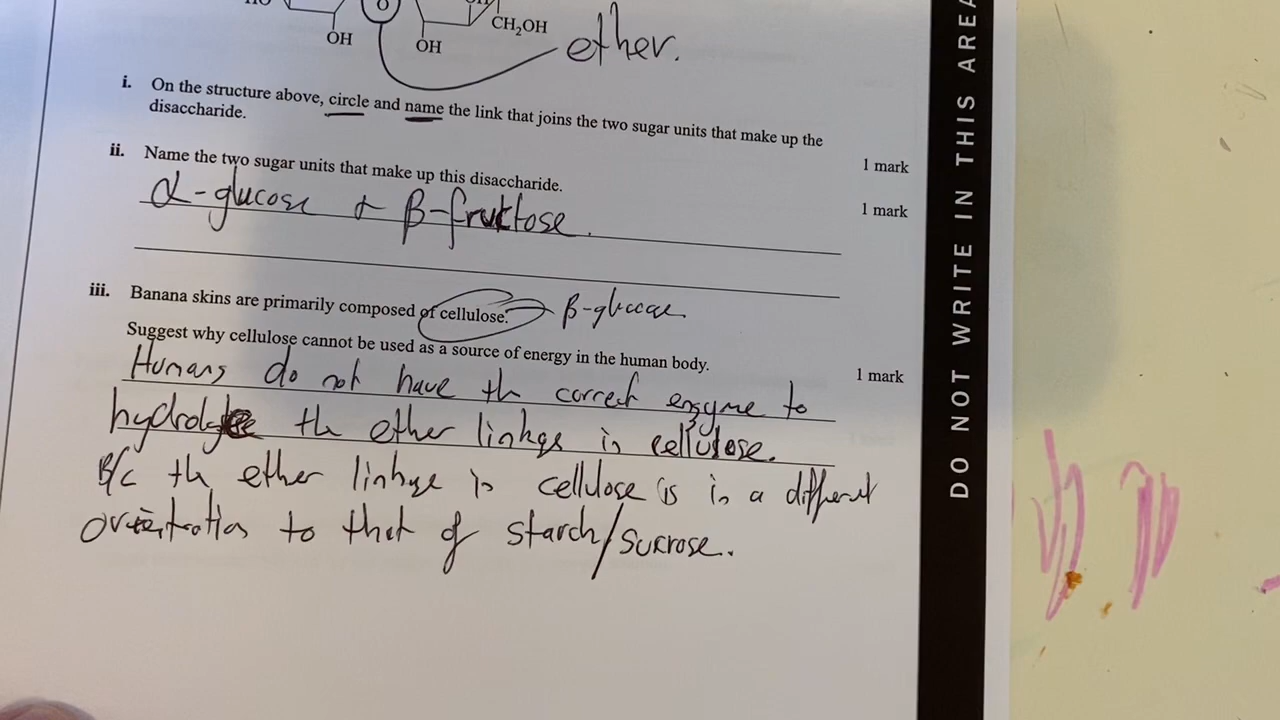 HO
O
CH₂OH
OH
OH
ether.
i. On the structure above, circle and name the link that joins the two sugar units that make up the
disaccharide.
1 mark
ii. Name the two sugar units that make up this disaccharide.
1 mark
α-glucose + β-fructose.
iii. Banana skins are primarily composed of cellulose. β-glucose
Suggest why cellulose cannot be used as a source of energy in the human body.
1 mark
Humans do not have the correct enzyme to
the ether linkage in cellulose.
B/c the ether linkage in cellulose is in a different
orientation to that of starch/sucrose.
DO NOT WRITE IN THIS AREA